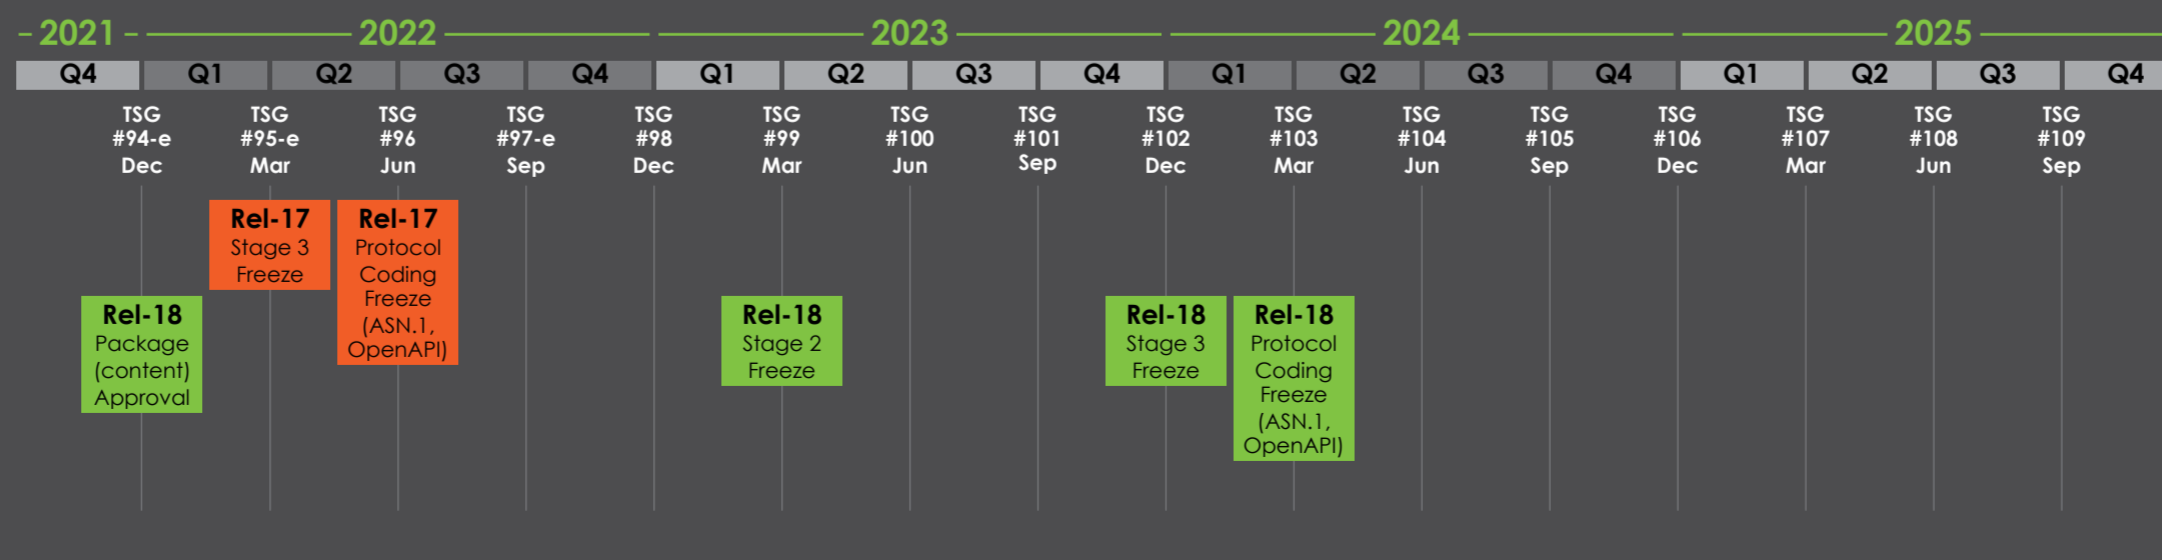 2021 2022 2023 2024 2025
Q4 Q1 Q2 Q3 Q4 Q1 Q2 Q3 Q4 Q1 Q2 Q3 Q4 Q1 Q2 Q3 Q4
TSG TSG TSG TSG TSG TSG TSG TSG TSG TSG TSG TSG TSG TSG TSG TSG
#94-e #95-e #96 #97-e #98 #99 #100 #101 #102 #103 #104 #105 #106 #107 #108 #109
Dec Mar Jun Sep Dec Mar Jun Sep Dec Mar Jun Sep Dec Mar Jun Sep
Rel-17
Stage 3
Freeze
Rel-17
Protocol
Coding
Freeze
(ASN.1,
OpenAPI)
Rel-18
Package
(content)
Approval
Rel-18
Stage 2
Freeze
Rel-18
Stage 3
Freeze
Rel-18
Protocol
Coding
Freeze
(ASN.1,
OpenAPI)